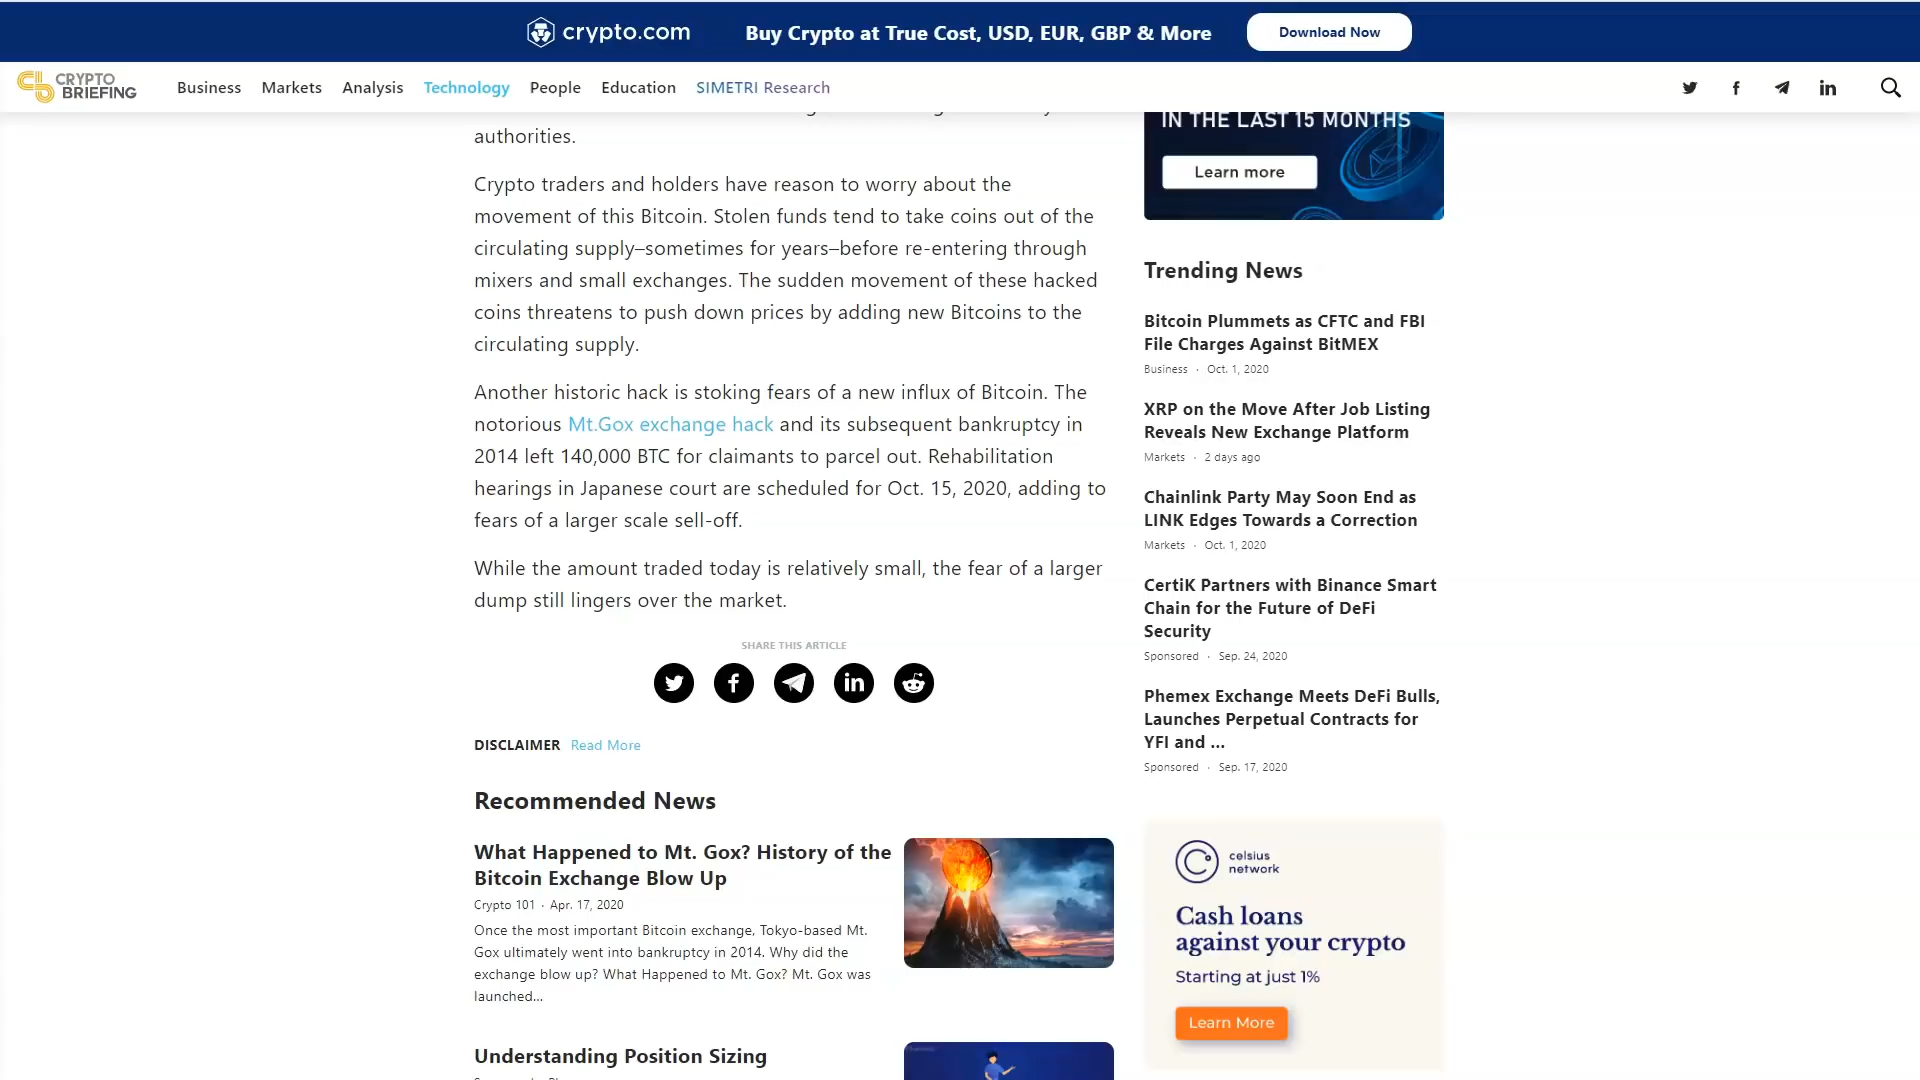 crypto.com
Buy Crypto at True Cost, USD, EUR, GBP & More
Download Now
CRYPTO
BRIEFING
Business
Markets
Analysis
Technology
People
Education
SIMETRI Research
authorities.
Crypto traders and holders have reason to worry about the
movement of this Bitcoin. Stolen funds tend to take coins out of the
circulating supply–sometimes for years–before re-entering through
mixers and small exchanges. The sudden movement of these hacked
coins threatens to push down prices by adding new Bitcoins to the
circulating supply.
Another historic hack is stoking fears of a new influx of Bitcoin. The
notorious Mt.Gox exchange hack and its subsequent bankruptcy in
2014 left 140,000 BTC for claimants to parcel out. Rehabilitation
hearings in Japanese court are scheduled for Oct. 15, 2020, adding to
fears of a larger scale sell-off.
While the amount traded today is relatively small, the fear of a larger
dump still lingers over the market.
SHARE THIS ARTICLE
DISCLAIMER Read More
Recommended News
What Happened to Mt. Gox? History of the
Bitcoin Exchange Blow Up
Crypto 101 · Apr. 17, 2020
Once the most important Bitcoin exchange, Tokyo-based Mt.
Gox ultimately went into bankruptcy in 2014. Why did the
exchange blow up? What Happened to Mt. Gox? Mt. Gox was
launched...
Understanding Position Sizing
IN THE LAST 15 MONTHS
Learn more
Trending News
Bitcoin Plummets as CFTC and FBI
File Charges Against BitMEX
Business · Oct. 1, 2020
XRP on the Move After Job Listing
Reveals New Exchange Platform
Markets · 2 days ago
Chainlink Party May Soon End as
LINK Edges Towards a Correction
Markets · Oct. 1, 2020
CertiK Partners with Binance Smart
Chain for the Future of DeFi
Security
Sponsored · Sep. 24, 2020
Phemex Exchange Meets DeFi Bulls,
Launches Perpetual Contracts for
YFI and ...
Sponsored · Sep. 17, 2020
celsius
network
Cash loans
against your crypto
Starting at just 1%
Learn More